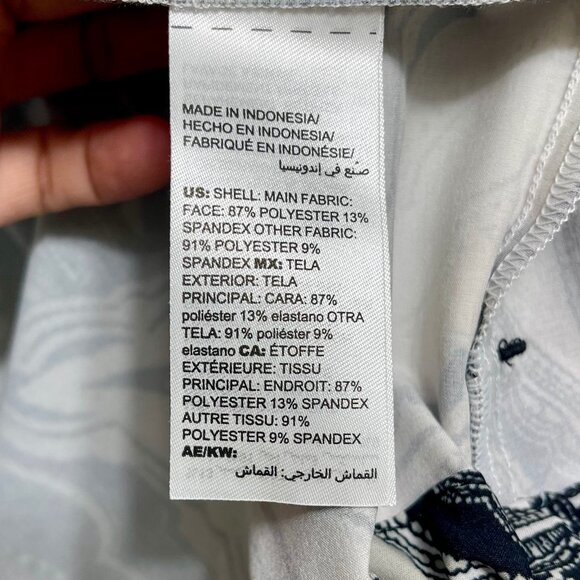 MADE IN INDONESIA/
HECHO EN INDONESIA/
FABRIQUÉ EN INDONÉSIE/
صنع في إندونيسيا
US: SHELL: MAIN FABRIC:
FACE: 87% POLYESTER 13%
SPANDEX OTHER FABRIC:
91% POLYESTER 9%
SPANDEX MX: TELA
EXTERIOR: TELA
PRINCIPAL: CARA: 87%
poliéster 13% elastano OTRA
TELA: 91% poliéster 9%
elastano CA: ÉTOFFE
EXTÉRIEURE: TISSU
PRINCIPAL: ENDROIT: 87%
POLYESTER 13% SPANDEX
AUTRE TISSU: 91%
POLYESTER 9% SPANDEX
AE/KW:
القماش الخارجي: القماش